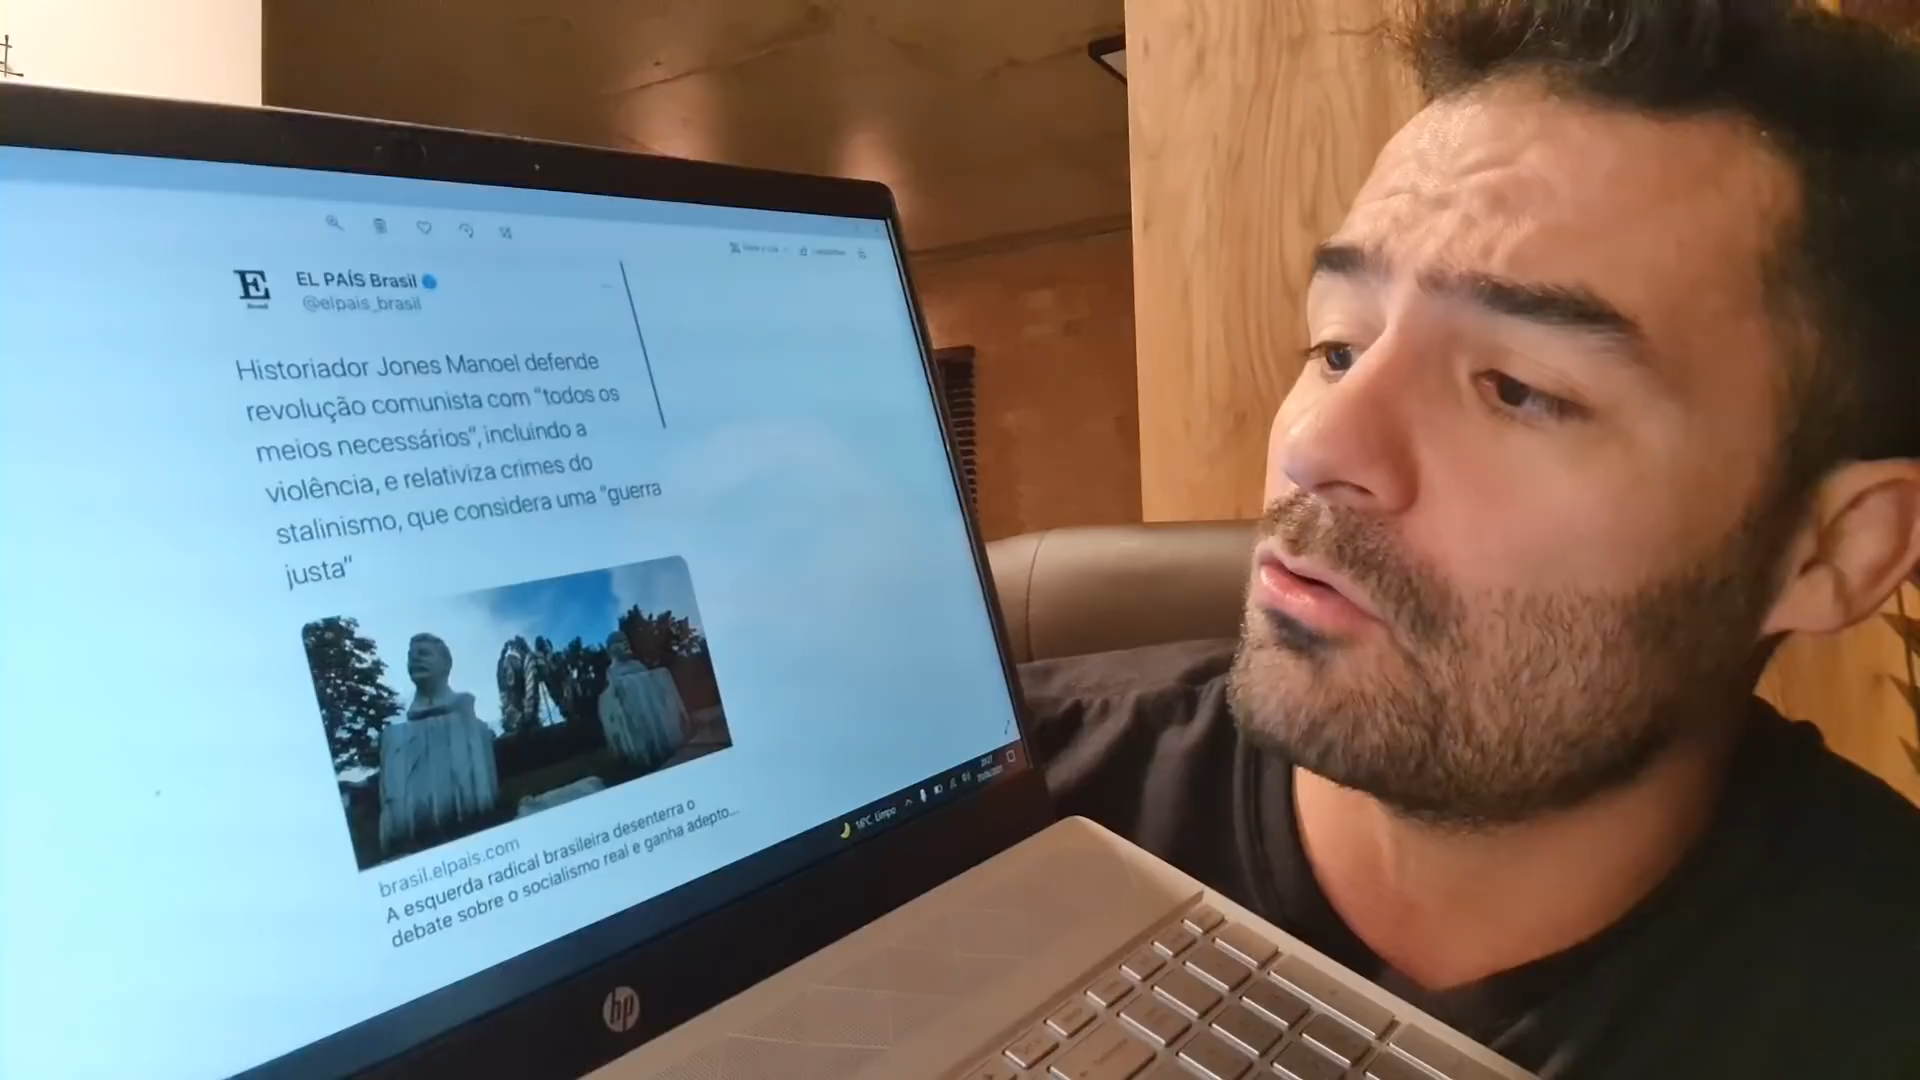 EL PAÍS Brasil
@elpais_brasil
Historiador Jones Manoel defende
revolução comunista com “todos os
meios necessários”, incluindo a
violência, e relativiza crimes do
stalinismo, que considera uma “guerra
justa”
brasil.elpais.com
A esquerda radical brasileira desenterra o
debate sobre o socialismo real e ganha adepto...
16°C Limpo
hp